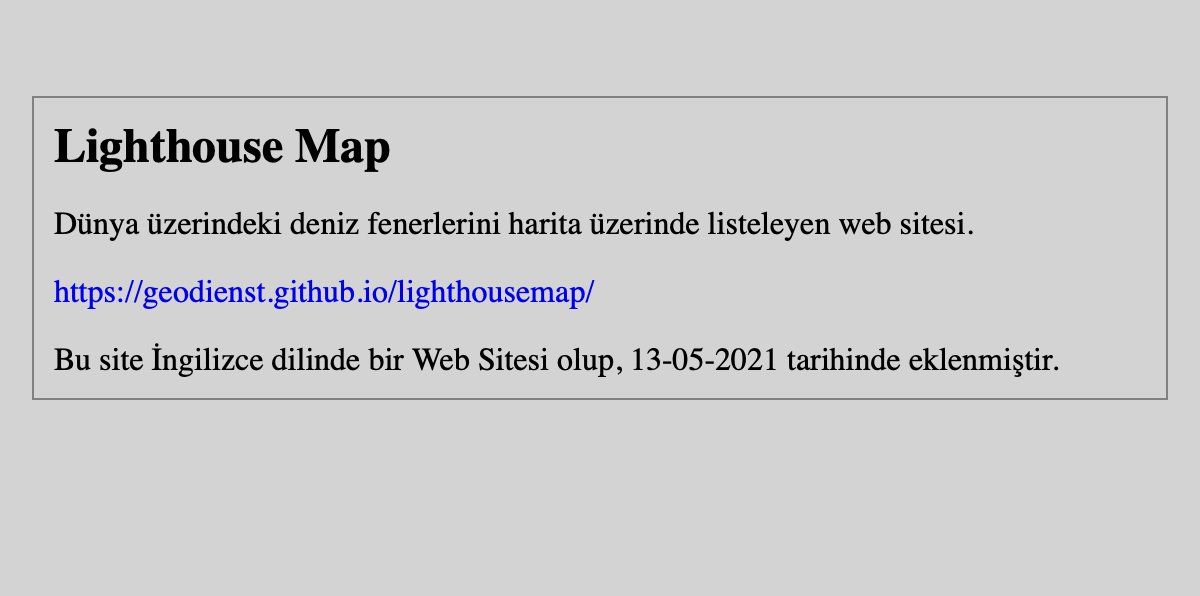 Lighthouse Map
Dünya üzerindeki deniz fenerlerini harita üzerinde listeleyen web sitesi.
https://geodienst.github.io/lighthousemap/
Bu site İngilizce dilinde bir Web Sitesi olup, 13-05-2021 tarihinde eklenmiştir.